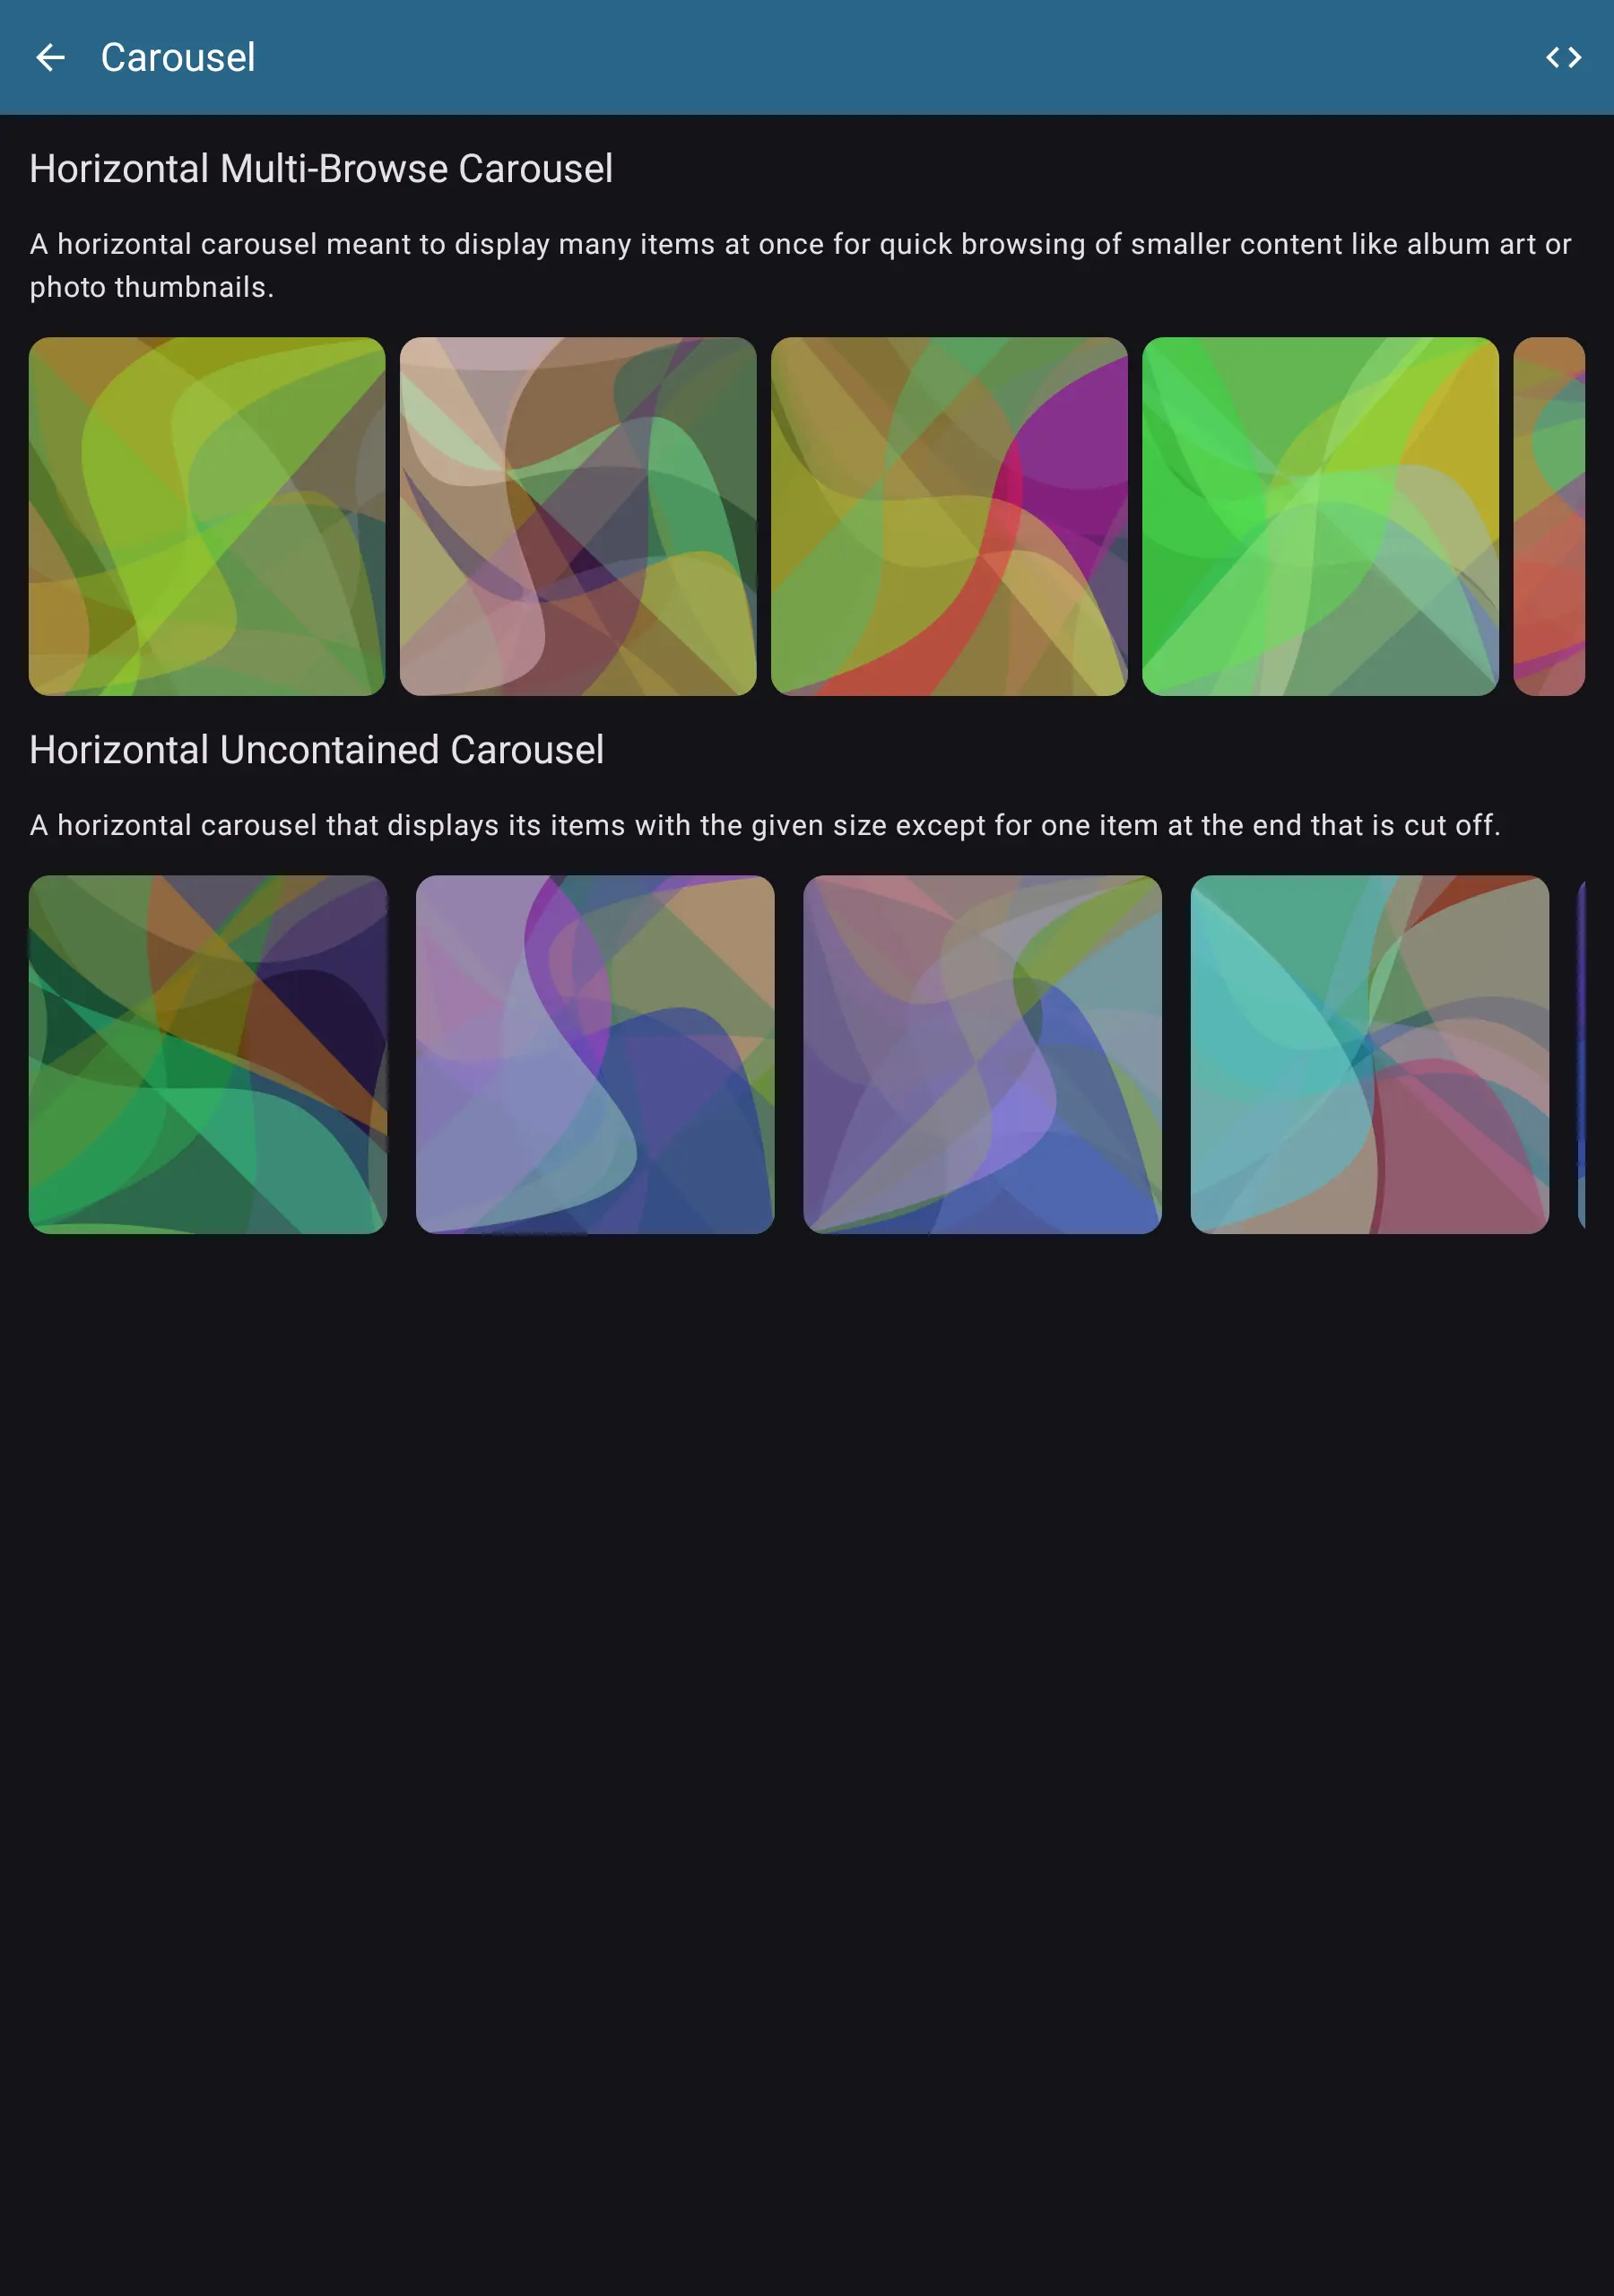 Carousel
Horizontal Multi-Browse Carousel
A horizontal carousel meant to display many items at once for quick browsing of smaller content like album art or
photo thumbnails.
Horizontal Uncontained Carousel
A horizontal carousel that displays its items with the given size except for one item at the end that is cut off.